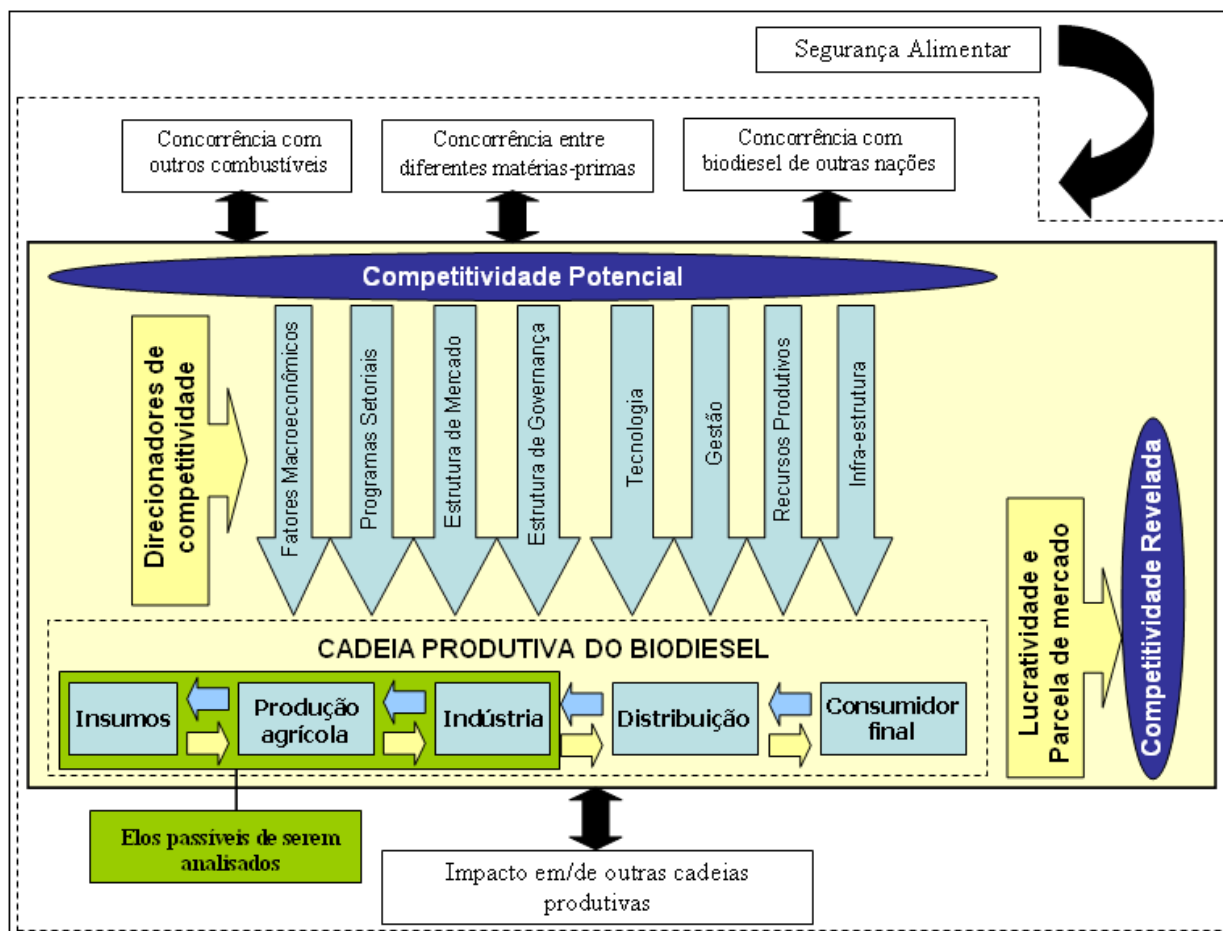 Segurança Alimentar
Concorrência com
outros combustíveis
Concorrência entre
diferentes matérias-primas
Concorrência com
biodiesel de outras nações
Competitividade Potencial
Direcionadores de
competitividade
Fatores Macroeconômicos
Programas Setoriais
Estrutura de Mercado
Estrutura de Governança
Tecnologia
Gestão
Recursos Produtivos
Infra-estrutura
Lucratividade e
Parcela de mercado
Competitividade Revelada
CADEIA PRODUTIVA DO BIODIESEL
Insumos
Produção
agrícola
Indústria
Distribuição
Consumidor
final
Elos passíveis de serem
analisados
Impacto em/de outras cadeias
produtivas